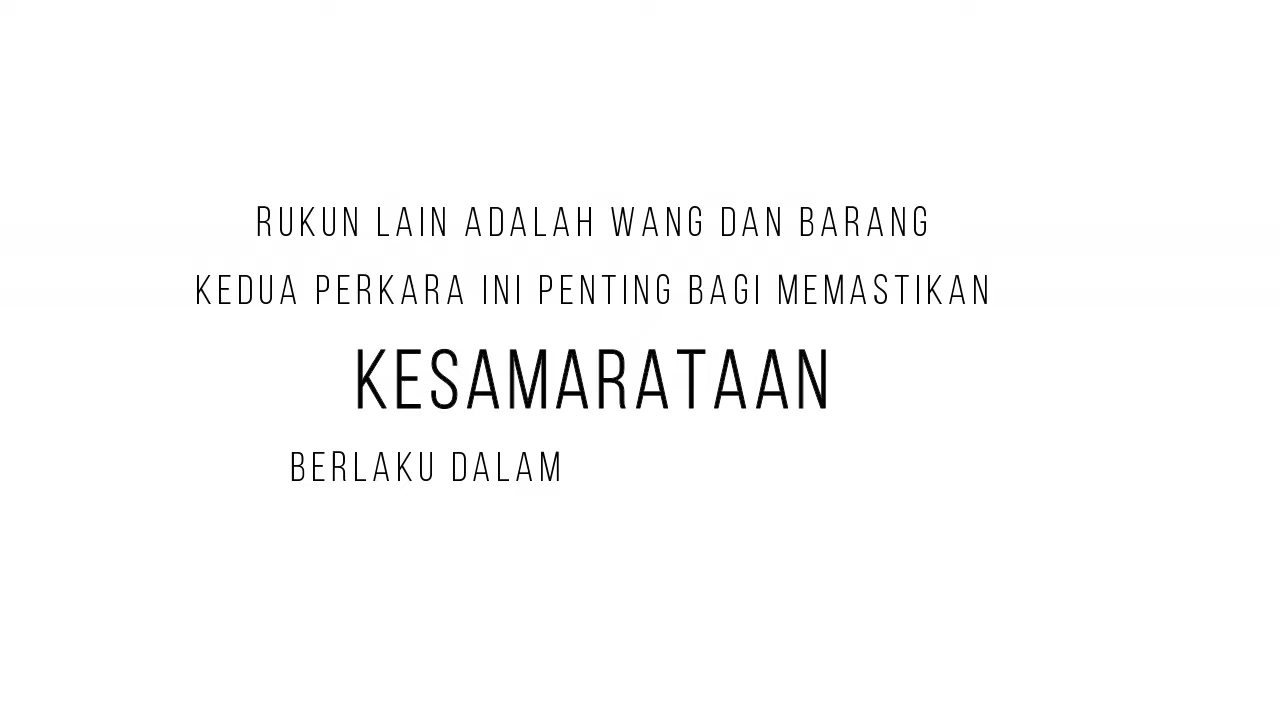 RUKUN LAIN ADALAH WANG DAN BARANG
KEDUA PERKARA INI PENTING BAGI MEMASTIKAN
KESAMARATAAN
BERLAKU DALAM